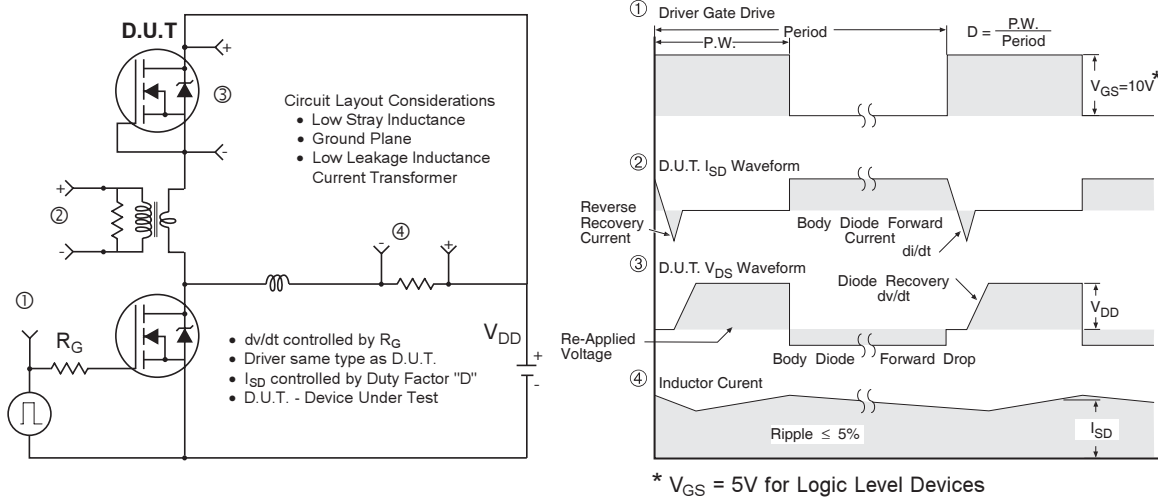 D.U.T
+
③
-
Circuit Layout Considerations
• Low Stray Inductance
• Ground Plane
• Low Leakage Inductance
Current Transformer
+
②
-
④
-
+
①
R_G
• dv/dt controlled by R_G
• Driver same type as D.U.T.
• I_SD controlled by Duty Factor "D"
• D.U.T. - Device Under Test
V_DD
+
-
① Driver Gate Drive
P.W.
Period
D = P.W.
Period
V_GS=10V*
② D.U.T. I_SD Waveform
Reverse
Recovery
Current
Body Diode Forward
Current
di/dt
③ D.U.T. V_DS Waveform
Diode Recovery
dv/dt
V_DD
Re-Applied
Voltage
Body Diode Forward Drop
④ Inductor Curent
Ripple ≤ 5%
I_SD
* V_GS = 5V for Logic Level Devices